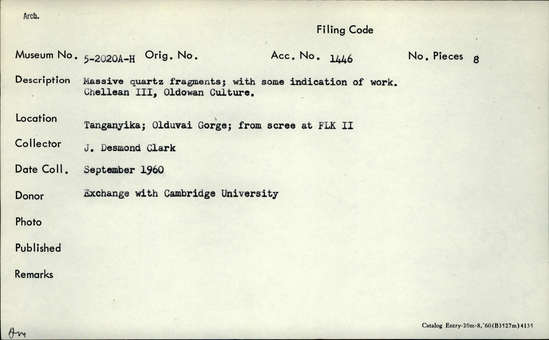 Arch.
Filing Code
Museum No. 5-2020A-H Orig. No. Acc. No. 1446 No. Pieces 8
Description Massive quartz fragments; with some indication of work.
Chellean III, Oldowan Culture.
Location Tanganyika; Olduvai Gorge; from scree at FLK II
Collector J. Desmond Clark
Date Coll. September 1960
Donor Exchange with Cambridge University
Photo
Published
Remarks
Catalog Entry-20m-8,'60(B3527m)4131